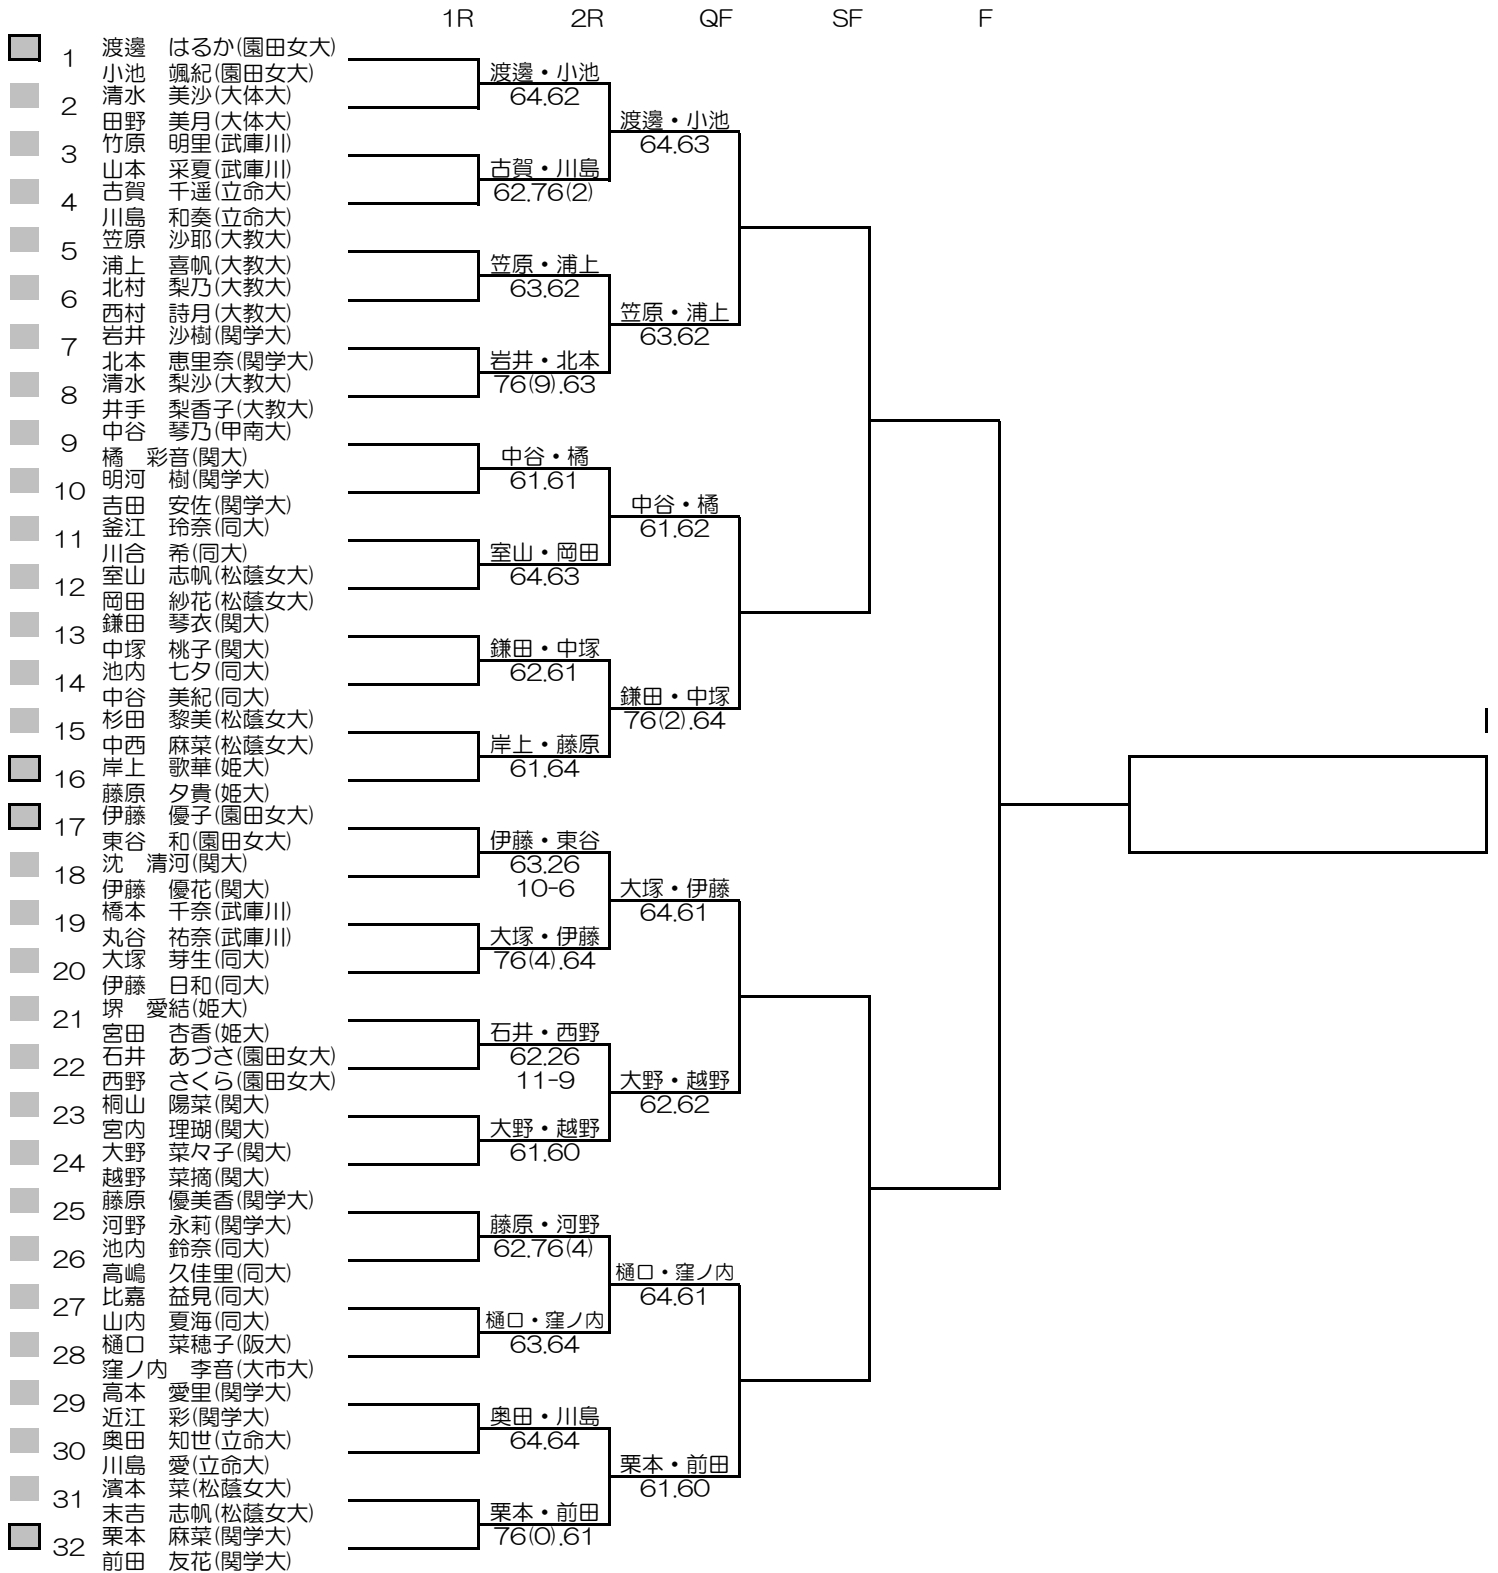 1R 2R QF SF F
1 渡邊 はるか(園田女大)
小池 颯紀(園田女大)
2 清水 美沙(大体大)
田野 美月(大体大)
3 竹原 明里(武庫川)
山本 采夏(武庫川)
4 古賀 千遥(立命大)
川島 和奏(立命大)
5 笠原 沙耶(大教大)
浦上 喜帆(大教大)
6 北村 梨乃(大教大)
西村 詩月(大教大)
7 岩井 沙樹(関学大)
北本 恵里奈(関学大)
8 清水 梨沙(大教大)
井手 梨香子(大教大)
9 中谷 琴乃(甲南大)
橘 彩音(関大)
10 明河 樹(関学大)
吉田 安佐(関学大)
11 釜江 玲奈(同大)
川合 希(同大)
12 室山 志帆(松蔭女大)
岡田 紗花(松蔭女大)
13 鎌田 琴衣(関大)
中塚 桃子(関大)
14 池内 七夕(同大)
中谷 美紀(同大)
15 杉田 黎美(松蔭女大)
中西 麻菜(松蔭女大)
16 岸上 歌華(姫大)
藤原 夕貴(姫大)
17 伊藤 優子(園田女大)
東谷 和(園田女大)
18 沈 清河(関大)
伊藤 優花(関大)
19 橋本 千奈(武庫川)
丸谷 祐奈(武庫川)
20 大塚 芽生(同大)
伊藤 日和(同大)
21 堺 愛結(姫大)
宮田 杏香(姫大)
22 石井 あづさ(園田女大)
西野 さくら(園田女大)
23 桐山 陽菜(関大)
宮内 理瑚(関大)
24 大野 菜々子(関大)
越野 菜摘(関大)
25 藤原 優美香(関学大)
河野 永莉(関学大)
26 池内 鈴奈(同大)
高嶋 久佳里(同大)
27 比嘉 益見(同大)
山内 夏海(同大)
28 樋口 菜穂子(阪大)
窪ノ内 李音(大市大)
29 高本 愛里(関学大)
近江 彩(関学大)
30 奥田 知世(立命大)
川島 愛(立命大)
31 濱本 菜(松蔭女大)
末吉 志帆(松蔭女大)
32 栗本 麻菜(関学大)
前田 友花(関学大)
渡邊・小池
64.62
古賀・川島
62.76(2)
笠原・浦上
63.62
岩井・北本
76(9).63
中谷・橘
61.61
室山・岡田
64.63
鎌田・中塚
62.61
岸上・藤原
61.64
伊藤・東谷
63.26
10-6
大塚・伊藤
76(4).64
石井・西野
62.26
11-9
大野・越野
61.60
藤原・河野
62.76(4)
樋口・窪ノ内
63.64
奥田・川島
64.64
栗本・前田
76(0).61
渡邊・小池
64.63
笠原・浦上
63.62
中谷・橘
61.62
鎌田・中塚
76(2).64
大塚・伊藤
64.61
大野・越野
62.62
樋口・窪ノ内
64.61
栗本・前田
61.60